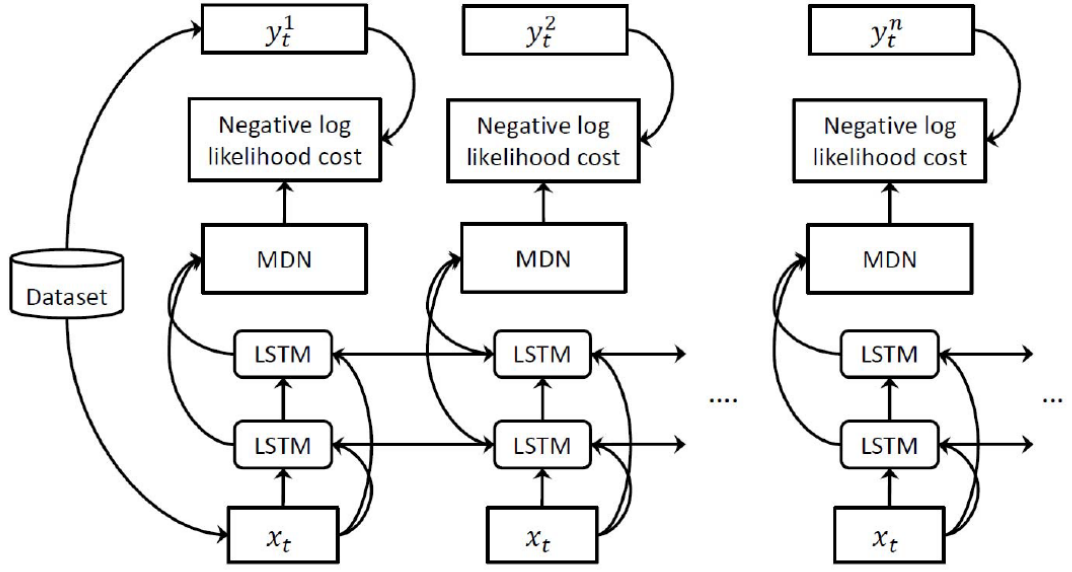 y_t^1
y_t^2
y_t^n
Negative log
likelihood cost
Negative log
likelihood cost
Negative log
likelihood cost
MDN
MDN
MDN
Dataset
LSTM
LSTM
LSTM
....
...
LSTM
LSTM
LSTM
x_t
x_t
x_t